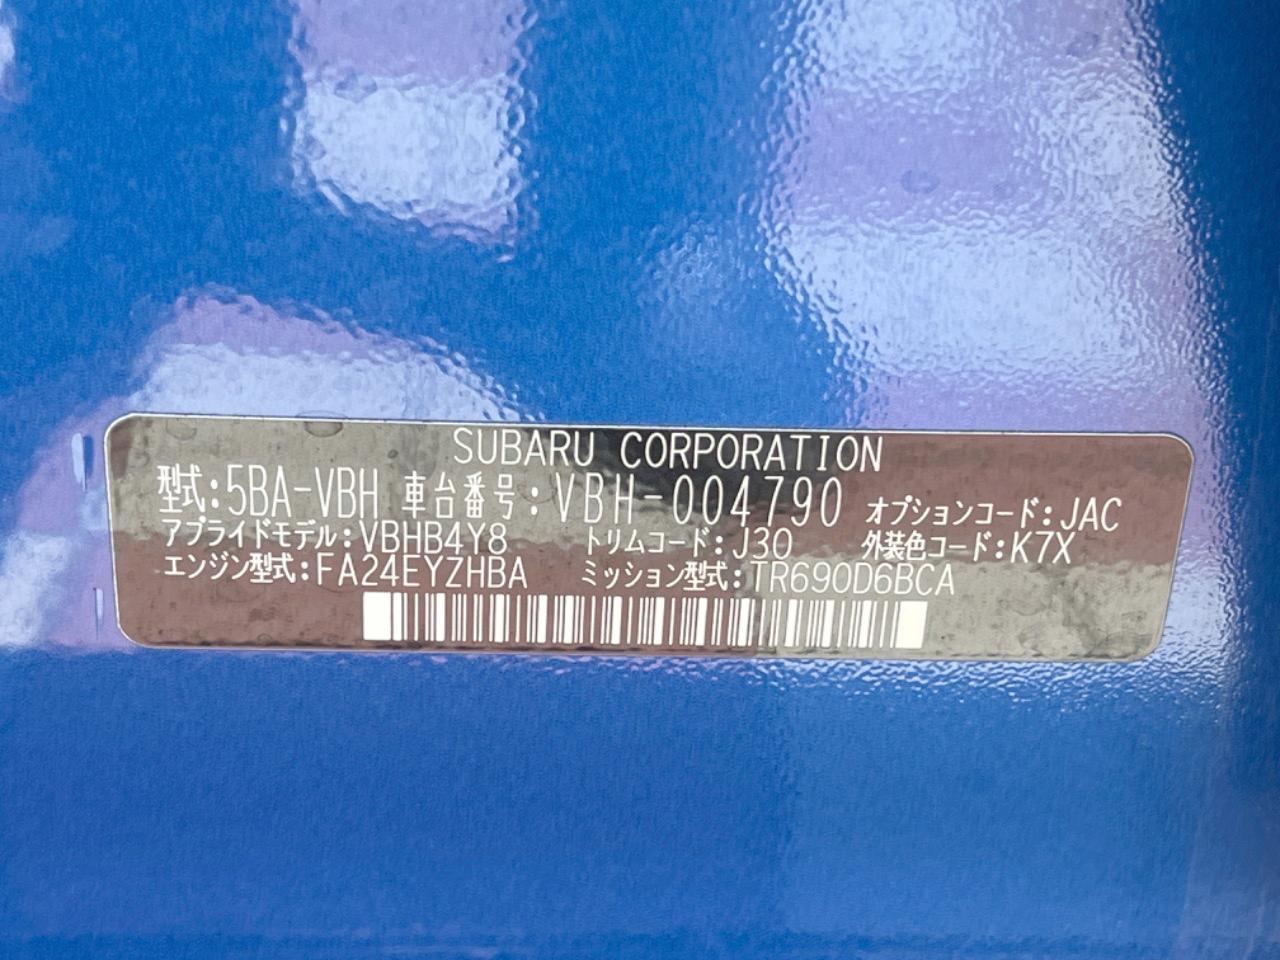 SUBARU CORPORATION
型式:5BA-VBH 車台番号:VBH-004790 オプションコード:JAC
アプライドモデル:VBHB4Y8 トリムコード:J30 外装色コード:K7X
エンジン型式:FA24EYZHBA ミッション型式:TR690D6BCA